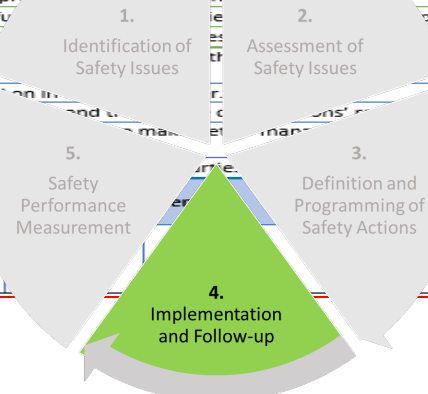 1.
Identification of
Safety Issues
2.
Assessment of
Safety Issues
5.
Safety
Performance
Measurement
3.
Definition and
Programming of
Safety Actions
4.
Implementation
and Follow-up